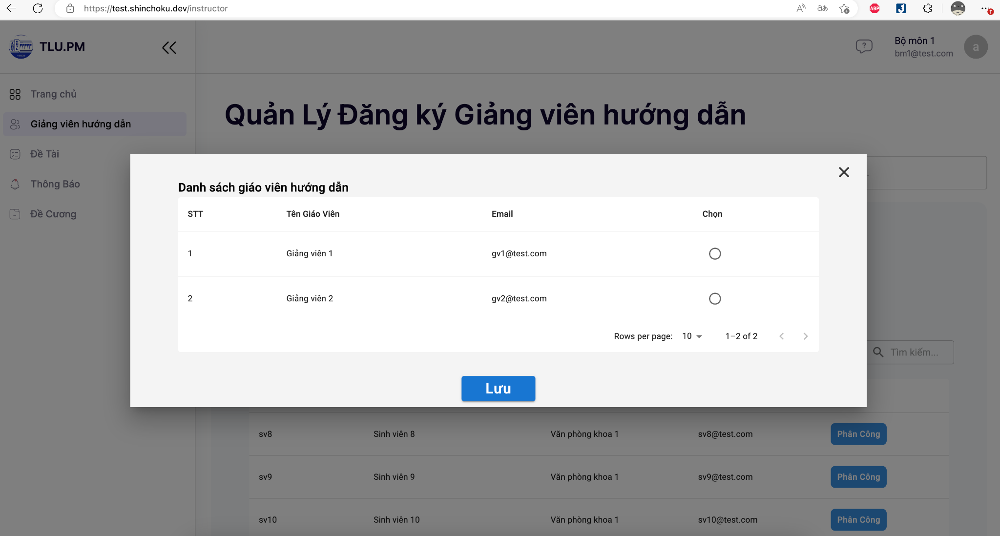 https://test.shinchoku.dev/instructor
ABP
TLU.PM
1959
Bộ môn 1
bm1@test.com
a
Trang chủ
Giảng viên hướng dẫn
Đề Tài
Thông Báo
Đề Cương
Quản Lý Đăng ký Giảng viên hướng dẫn
Danh sách giáo viên hướng dẫn
STT Tên Giáo Viên Email Chọn
1 Giảng viên 1 gv1@test.com
2 Giảng viên 2 gv2@test.com
Rows per page: 10 1–2 of 2
Tìm kiếm...
Lưu
sv8 Sinh viên 8 Văn phòng khoa 1 sv8@test.com Phân Công
sv9 Sinh viên 9 Văn phòng khoa 1 sv9@test.com Phân Công
sv10 Sinh viên 10 Văn phòng khoa 1 sv10@test.com Phân Công